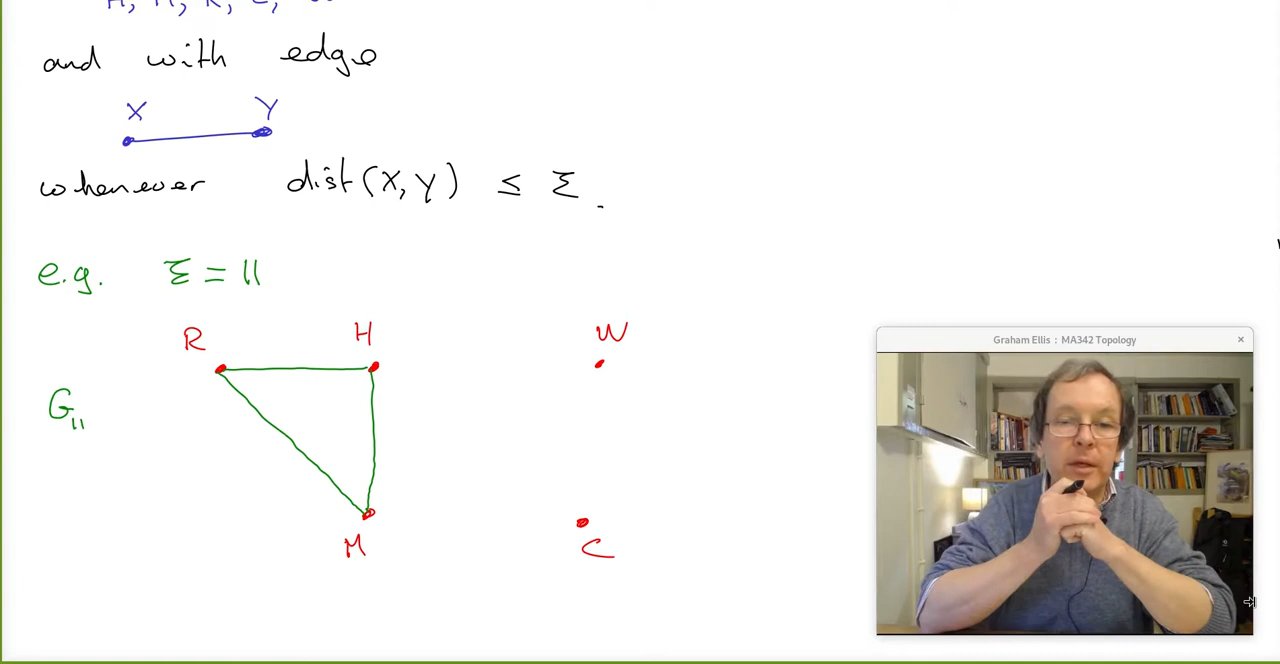 H, M, R, C, W
and with edge
X Y
whenever dist(X, Y) ≤ Σ.
e.g. Σ = 11
R H W
G₁₁
M C
Graham Ellis : MA342 Topology